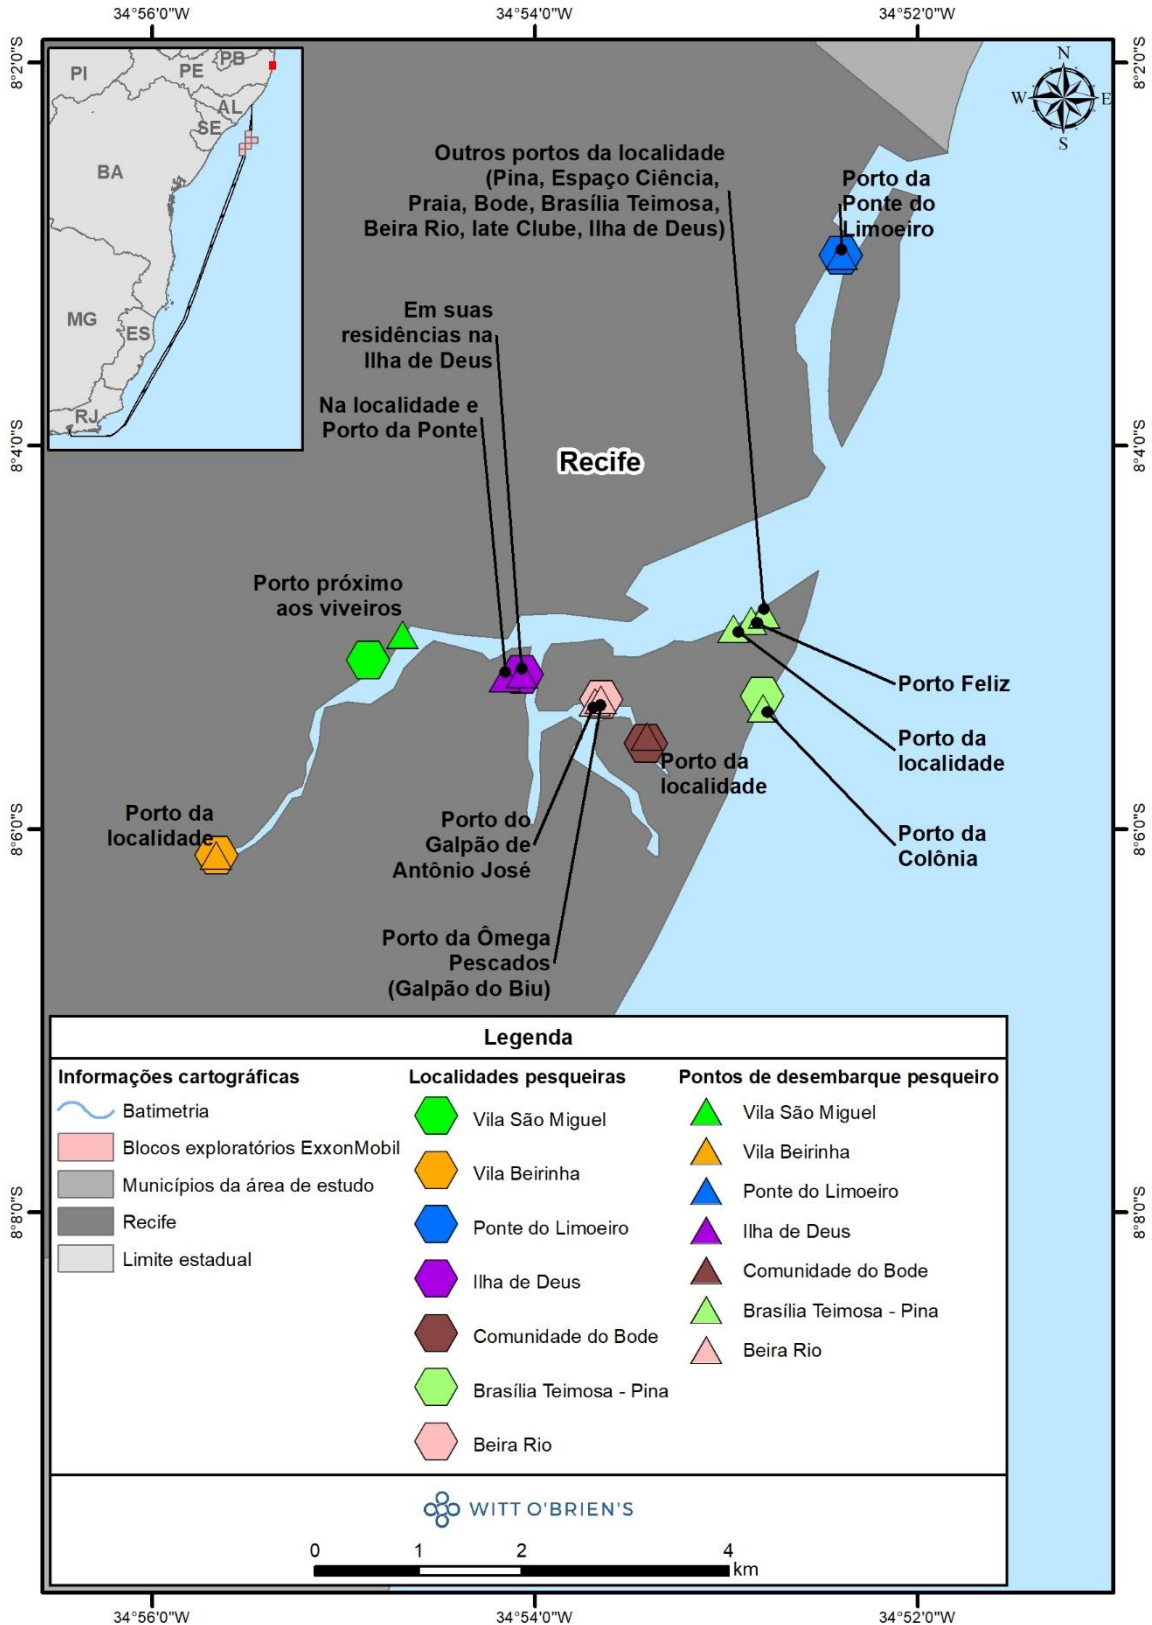 34°56'0"W
34°54'0"W
34°52'0"W
8°2'0"S
8°2'0"S
PB
PI
PE
AL
SE
BA
MG
ES
RJ
N
W
E
S
Outros portos da localidade
(Pina, Espaço Ciência,
Praia, Bode, Brasília Teimosa,
Beira Rio, Iate Clube, Ilha de Deus)
Porto da
Ponte do
Limoeiro
Em suas
residências na
Ilha de Deus
Na localidade e
Porto da Ponte
8°4'0"S
8°4'0"S
Recife
Porto próximo
aos viveiros
Porto Feliz
Porto da
localidade
Porto da
localidade
Porto da
localidade
Porto do
Galpão de
Antônio José
Porto da
Colônia
8°6'0"S
8°6'0"S
Porto da Ômega
Pescados
(Galpão do Biu)
Legenda
Informações cartográficas
Batimetria
Blocos exploratórios ExxonMobil
Municípios da área de estudo
Recife
Limite estadual
Localidades pesqueiras
Vila São Miguel
Vila Beirinha
Ponte do Limoeiro
Ilha de Deus
Comunidade do Bode
Brasília Teimosa - Pina
Beira Rio
Pontos de desembarque pesqueiro
Vila São Miguel
Vila Beirinha
Ponte do Limoeiro
Ilha de Deus
Comunidade do Bode
Brasília Teimosa - Pina
Beira Rio
8°8'0"S
8°8'0"S
WITT O'BRIEN'S
0 1 2 4
km
34°56'0"W
34°54'0"W
34°52'0"W